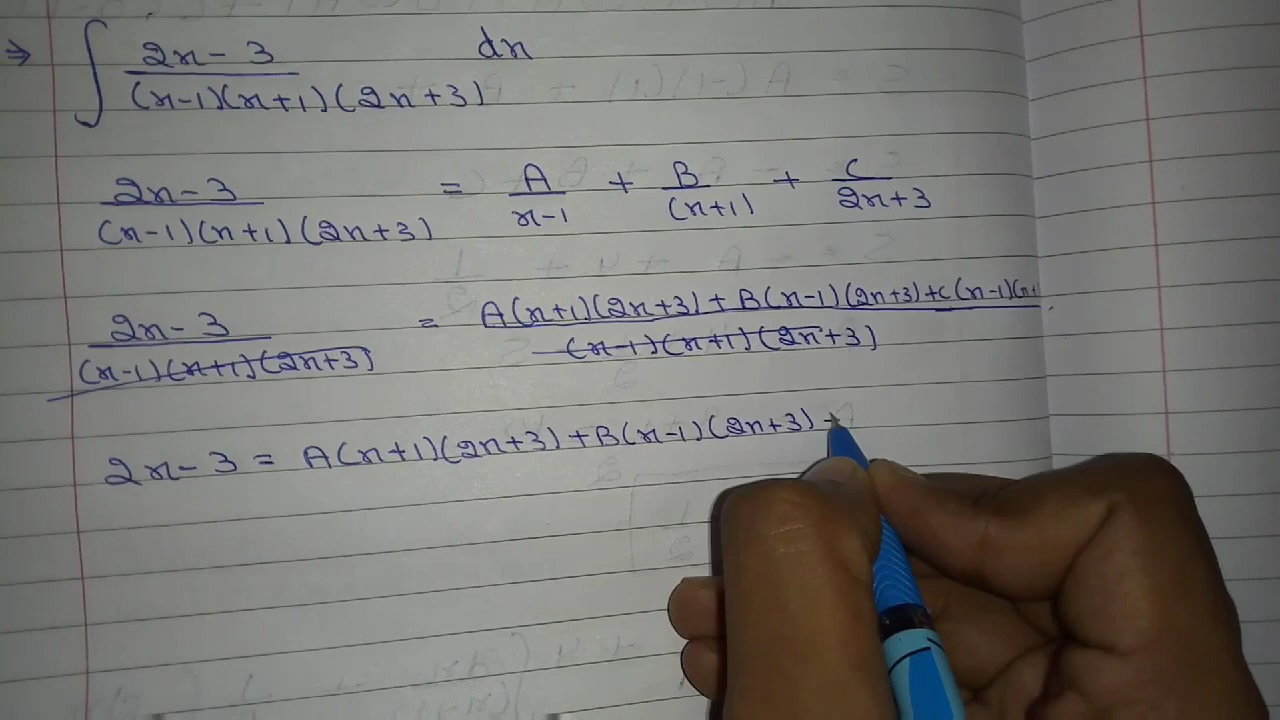 ⇒ ∫ 2x-3 / (x-1)(x+1)(2x+3) dx
2x-3 / (x-1)(x+1)(2x+3) = A / x-1 + B / (x+1) + C / 2x+3
2x-3 / (x-1)(x+1)(2x+3) = A(x+1)(2x+3)+B(x-1)(2x+3)+C(x-1)(x+ / (x-1)(x+1)(2x+3)
2x-3 = A(x+1)(2x+3)+B(x-1)(2x+3)+